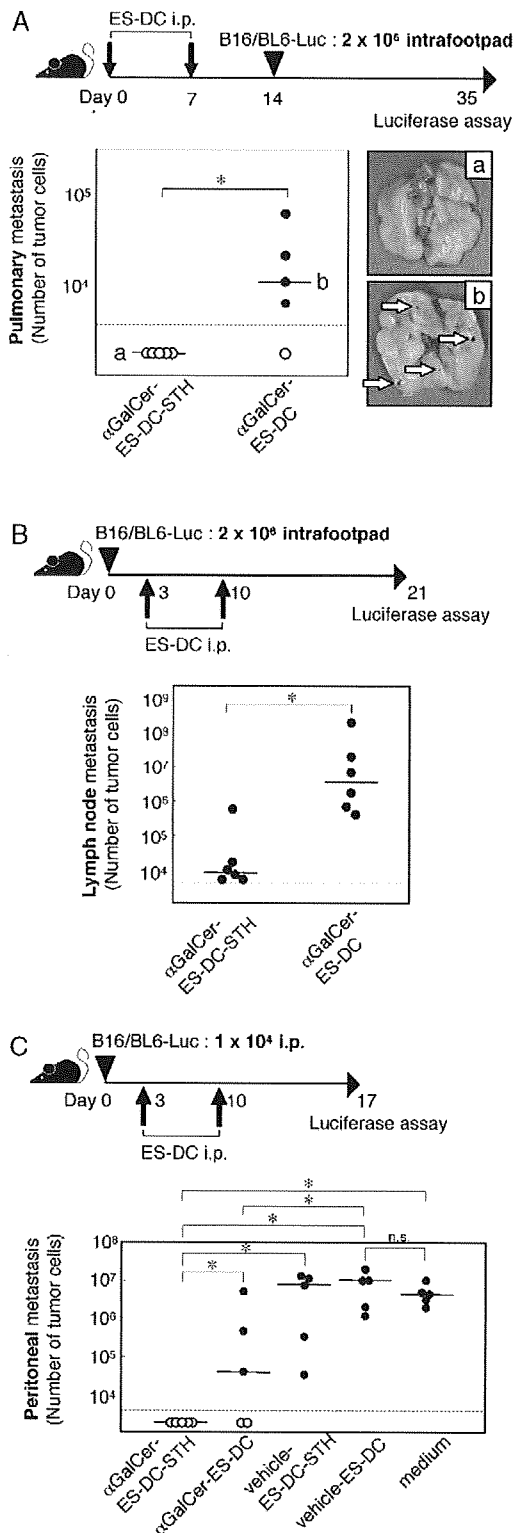 A
ES-DC i.p.
B16/BL6-Luc : 2 x 10⁶ intrafootpad
Day 0 7 14 35
Luciferase assay
Pulmonary metastasis
(Number of tumor cells)
10⁵
10⁴
*
a
b
αGalCer-
ES-DC-STH
αGalCer-
ES-DC
a
b
B
B16/BL6-Luc : 2 x 10⁶ intrafootpad
Day 0 3 10 21
Luciferase assay
ES-DC i.p.
Lymph node metastasis
(Number of tumor cells)
10⁹
10⁸
10⁷
10⁶
10⁵
10⁴
*
αGalCer-
ES-DC-STH
αGalCer-
ES-DC
C
B16/BL6-Luc : 1 x 10⁴ i.p.
Day 0 3 10 17
Luciferase assay
ES-DC i.p.
Peritoneal metastasis
(Number of tumor cells)
*
*
*
n.s.
*
*
10⁸
10⁷
10⁶
10⁵
10⁴
αGalCer-
ES-DC-STH
αGalCer-ES-DC
vehicle-
ES-DC-STH
vehicle-ES-DC
medium